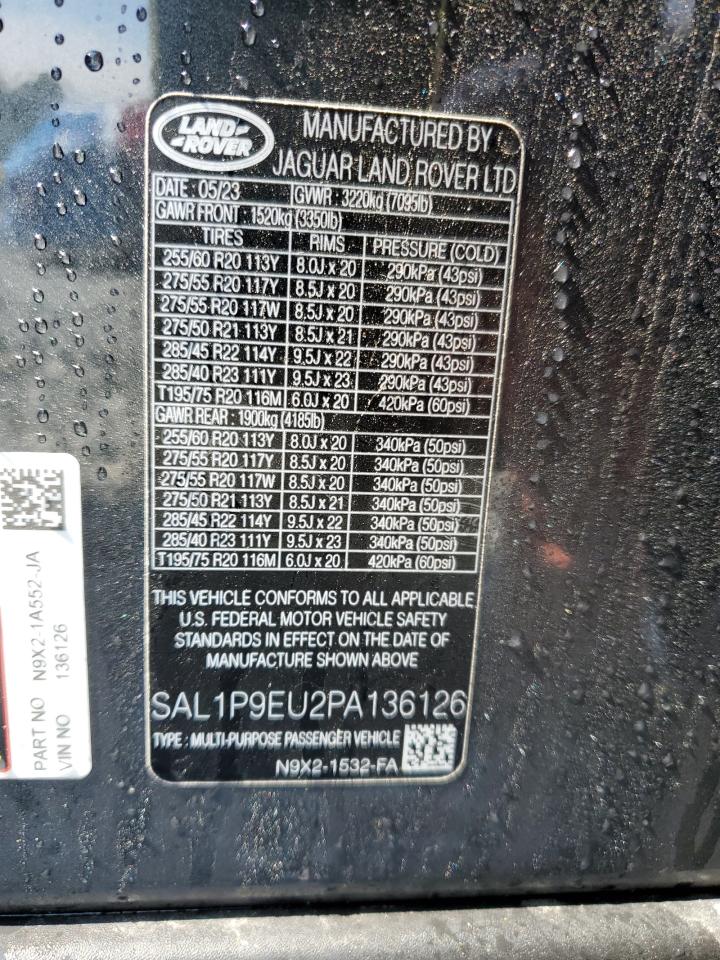 LAND-
ROVER
MANUFACTURED BY
JAGUAR LAND ROVER LTD
DATE: 05/23 GVWR: 3220kg (7095lb)
GAWR FRONT: 1520kg (3350lb)
TIRES RIMS PRESSURE (COLD)
255/60 R20 113Y 8.0J x 20 290kPa (43psi)
275/55 R20 117Y 8.5J x 20 290kPa (43psi)
275/55 R20 117W 8.5J x 20 290kPa (43psi)
275/50 R21 113Y 8.5J x 21 290kPa (43psi)
285/45 R22 114Y 9.5J x 22 290kPa (43psi)
285/40 R23 111Y 9.5J x 23 290kPa (43psi)
T195/75 R20 116M 6.0J x 20 420kPa (60psi)
GAWR REAR: 1900kg (4185lb)
255/60 R20 113Y 8.0J x 20 340kPa (50psi)
275/55 R20 117Y 8.5J x 20 340kPa (50psi)
275/55 R20 117W 8.5J x 20 340kPa (50psi)
275/50 R21 113Y 8.5J x 21 340kPa (50psi)
285/45 R22 114Y 9.5J x 22 340kPa (50psi)
285/40 R23 111Y 9.5J x 23 340kPa (50psi)
T195/75 R20 116M 6.0J x 20 420kPa (60psi)
THIS VEHICLE CONFORMS TO ALL APPLICABLE
U.S. FEDERAL MOTOR VEHICLE SAFETY
STANDARDS IN EFFECT ON THE DATE OF
MANUFACTURE SHOWN ABOVE
SAL1P9EU2PA136126
TYPE: MULTI-PURPOSE PASSENGER VEHICLE
N9X2-1532-FA
PART NO N9X2-1A552-JA
VIN NO 136126